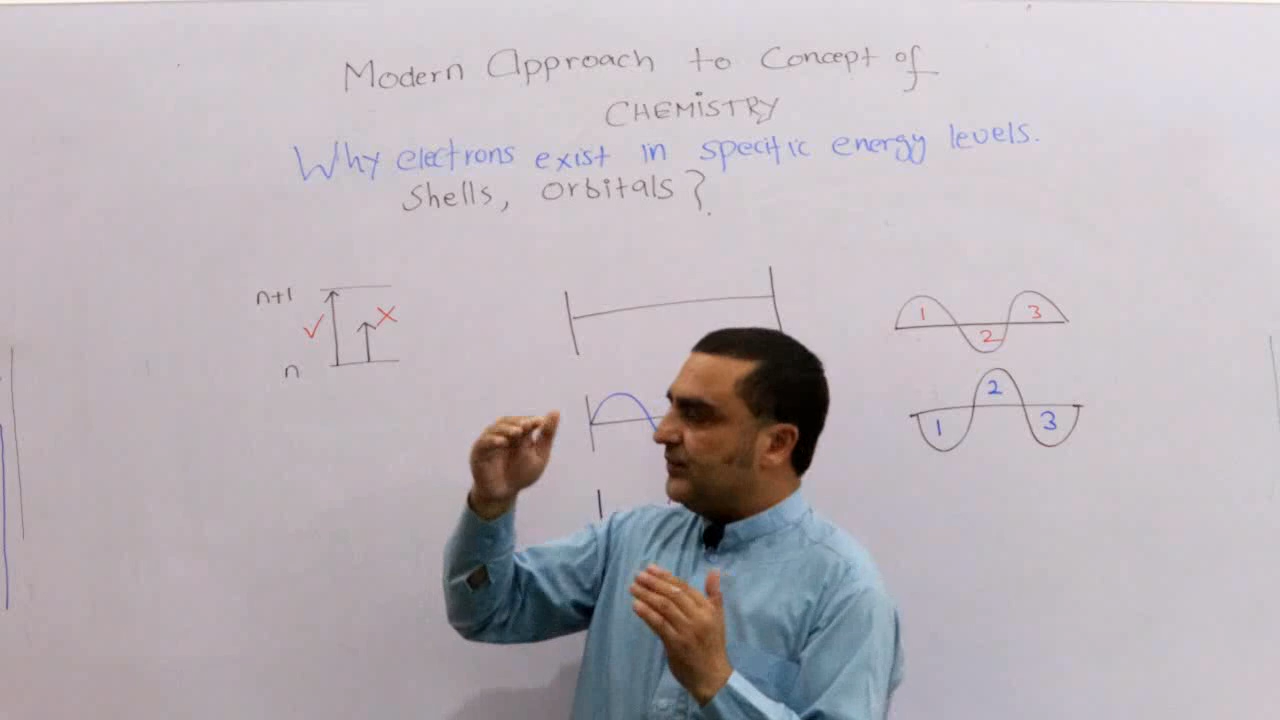 Modern Approach to Concept of
CHEMISTRY
Why electrons exist in specific energy levels.
Shells, Orbitals?
n+1
n
✓
X
1
2
3
1
2
3